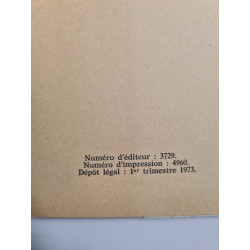 Numéro d'éditeur : 3729.
Numéro d'impression : 4960.
Dépôt légal : 1er trimestre 1973.